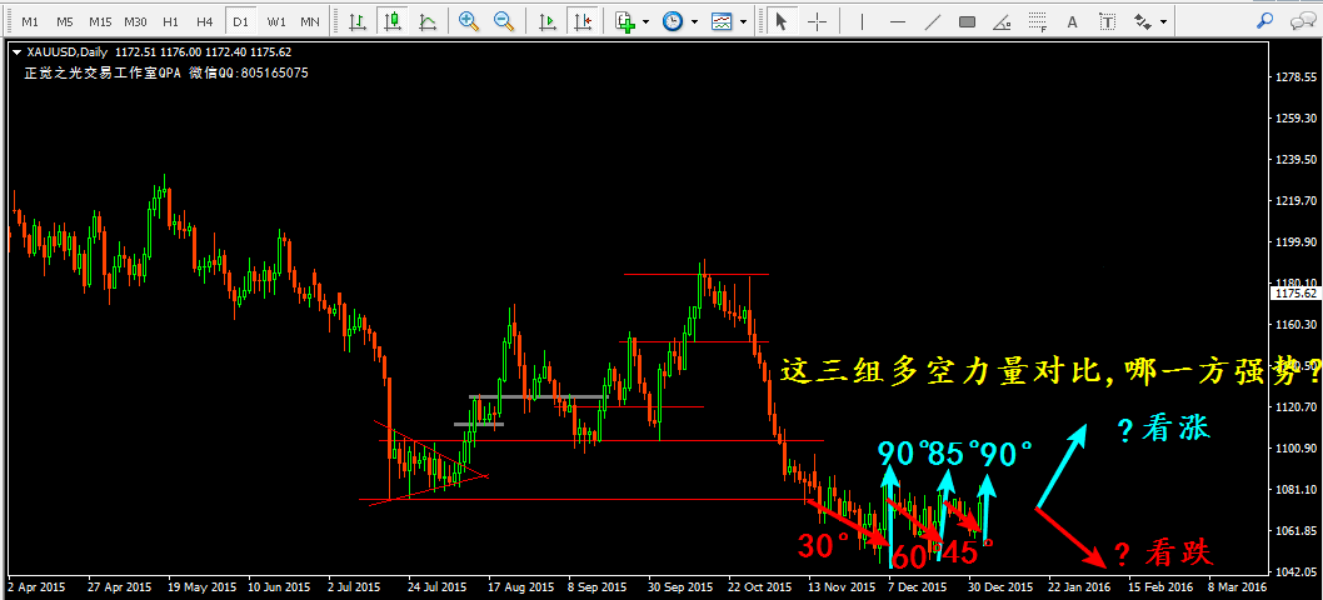 M1 M5 M15 M30 H1 H4 D1 W1 MN
XAUUSD,Daily 1172.51 1176.00 1172.40 1175.62
正觉之光交易工作室QPA 微信QQ:805165075
1278.55
1259.30
1239.50
1219.70
1199.90
1180.10
1175.62
1160.30
这三组多空力量对比,哪一方强势?
1140.50
1120.70
?看涨
1100.90
90°85°90°
1081.10
1061.85
30° 60° 45°
?看跌
1042.05
2 Apr 2015 27 Apr 2015 19 May 2015 10 Jun 2015 2 Jul 2015 24 Jul 2015 17 Aug 2015 8 Sep 2015 30 Sep 2015 22 Oct 2015 13 Nov 2015 7 Dec 2015 30 Dec 2015 22 Jan 2016 15 Feb 2016 8 Mar 2016